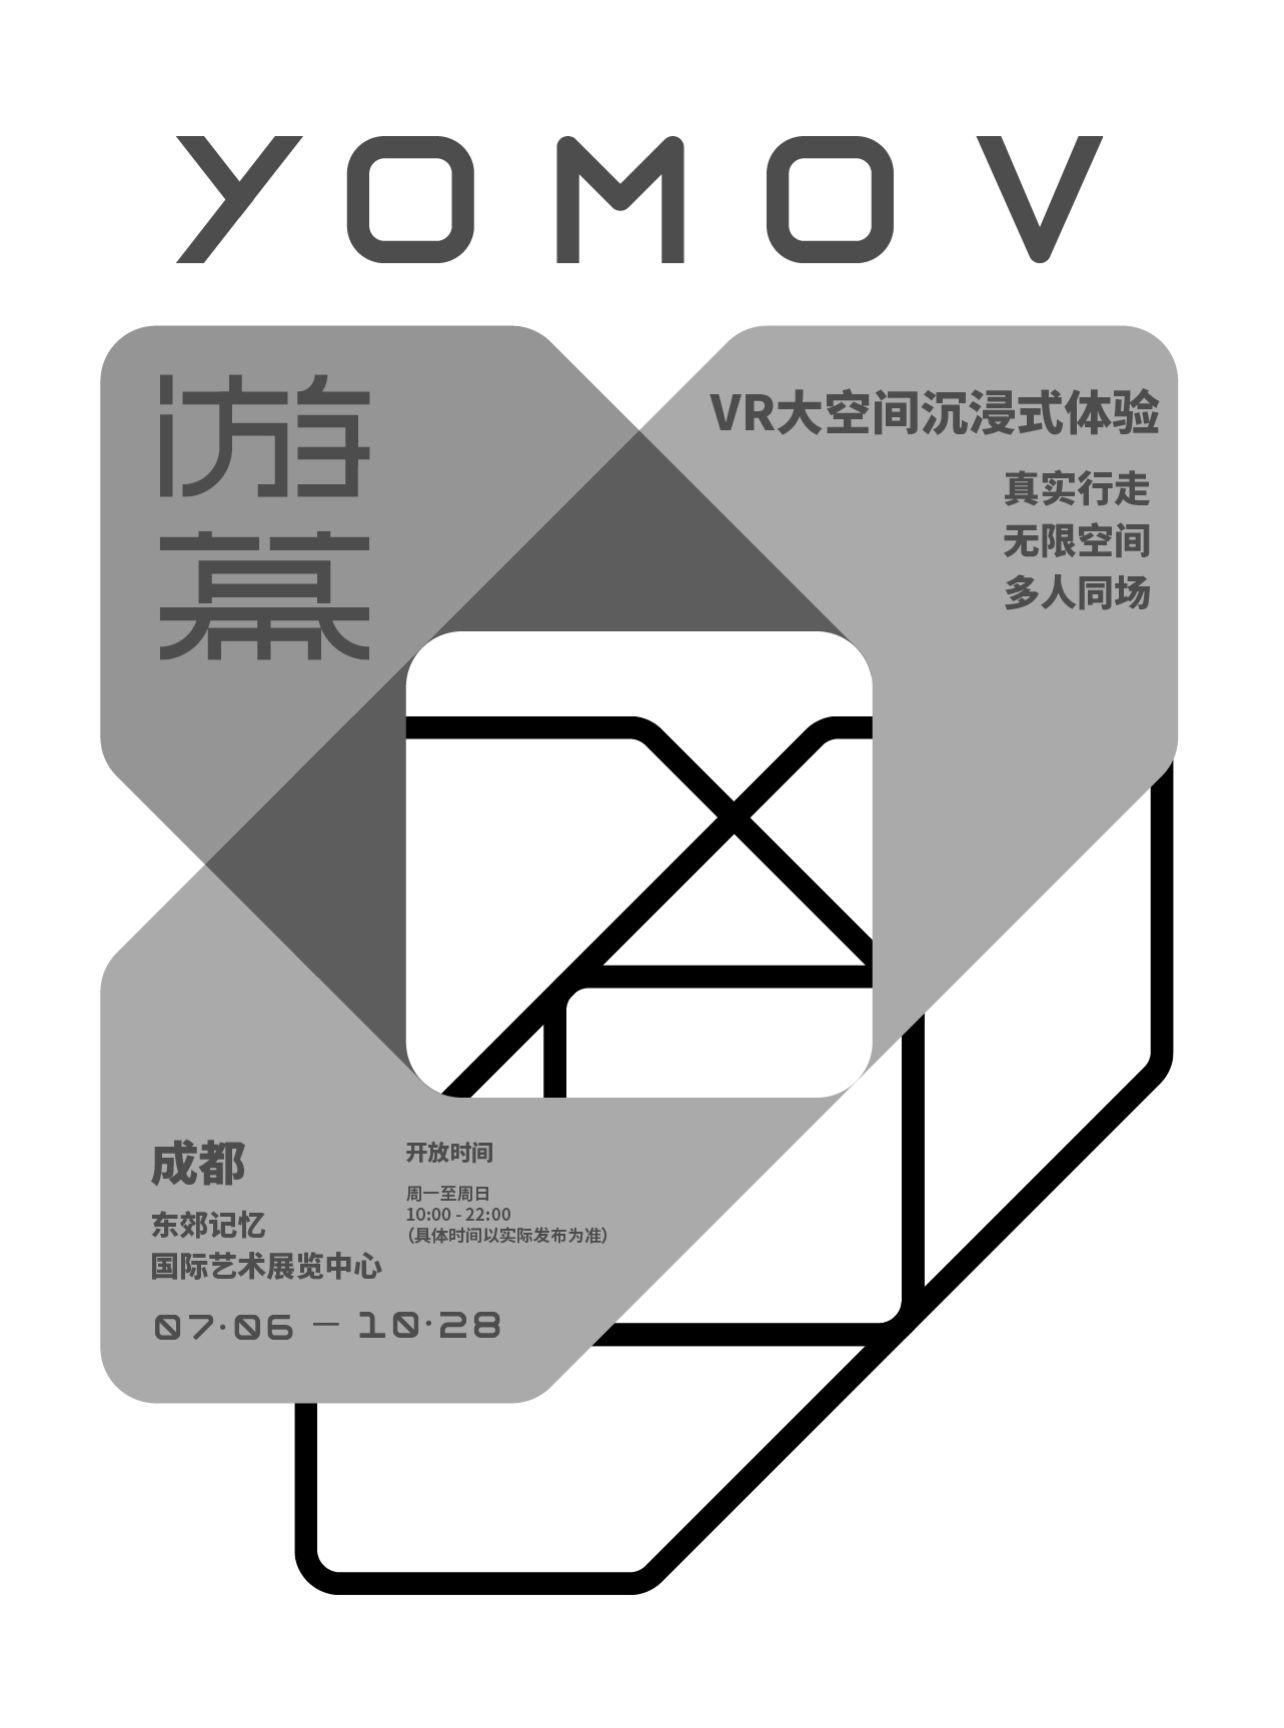 YOMOV
游
幕
VR大空间沉浸式体验
真实行走
无限空间
多人同场
成都
东郊记忆
国际艺术展览中心
07·06 — 10·28
开放时间
周一至周日
10:00 - 22:00
（具体时间以实际发布为准）